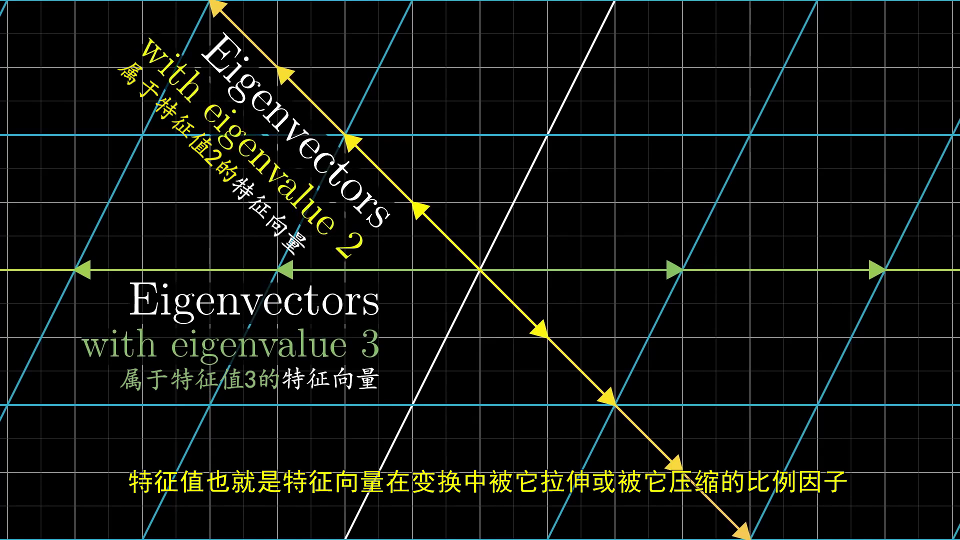 Eigenvectors
with eigenvalue 2
属于特征值2的特征向量
Eigenvectors
with eigenvalue 3
属于特征值3的特征向量
特征值也就是特征向量在变换中被它拉伸或被它压缩的比例因子